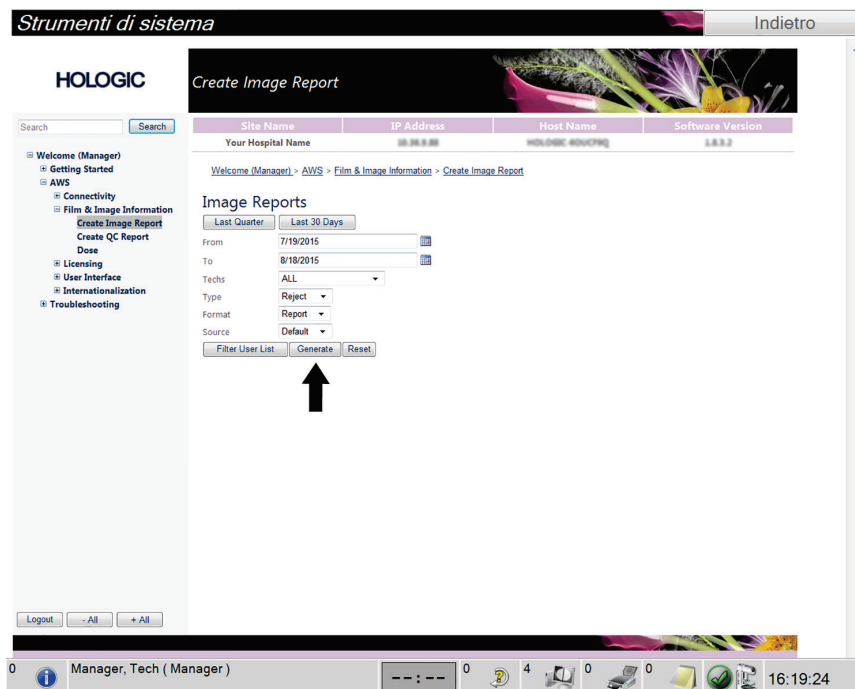 Strumenti di sistema
Indietro
HOLOGIC
Create Image Report
Search
Search
Site Name IP Address Host Name Software Version
Your Hospital Name
Welcome (Manager)
Getting Started
AWS
Connectivity
Film & Image Information
Create Image Report
Create QC Report
Dose
Licensing
User Interface
Internationalization
Troubleshooting
Welcome (Manager) > AWS > Film & Image Information > Create Image Report
Image Reports
Last Quarter Last 30 Days
From 7/19/2015
To 8/18/2015
Techs ALL
Type Reject
Format Report
Source Default
Filter User List Generate Reset
Logout - All + All
0 Manager, Tech ( Manager ) --:-- 0 4 0 0 16:19:24